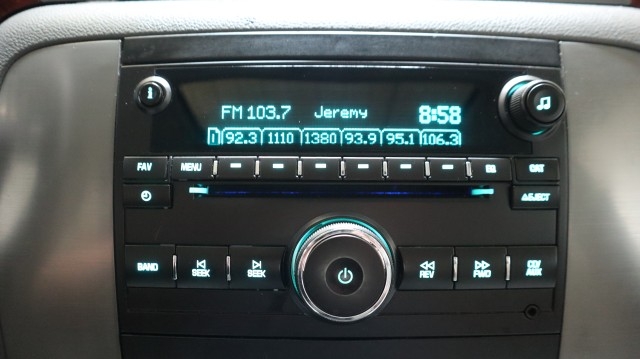 FM 103.7 Jeremy 8:58
1 92.3 1110 1380 93.9 95.1 106.3
FAV MENU EQ CAT
EJECT
BAND SEEK SEEK REV FWD CD/AUX